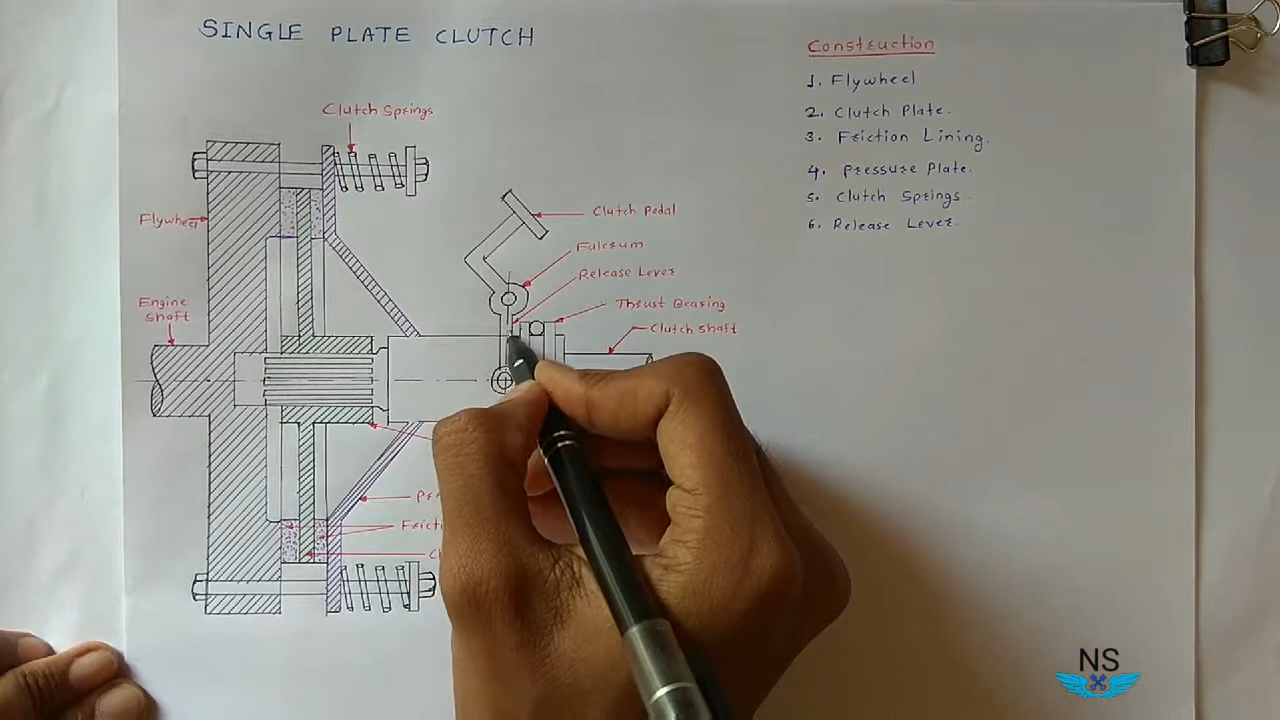 SINGLE PLATE CLUTCH
Construction
1. Flywheel
2. Clutch Plate.
3. Friction Lining.
4. Pressure Plate.
5. Clutch Springs.
6. Release Lever.
Clutch Springs
Flywheel
Clutch Pedal
Fulcrum
Release Lever
Thrust Bearing
Clutch shaft
Engine
shaft
NS